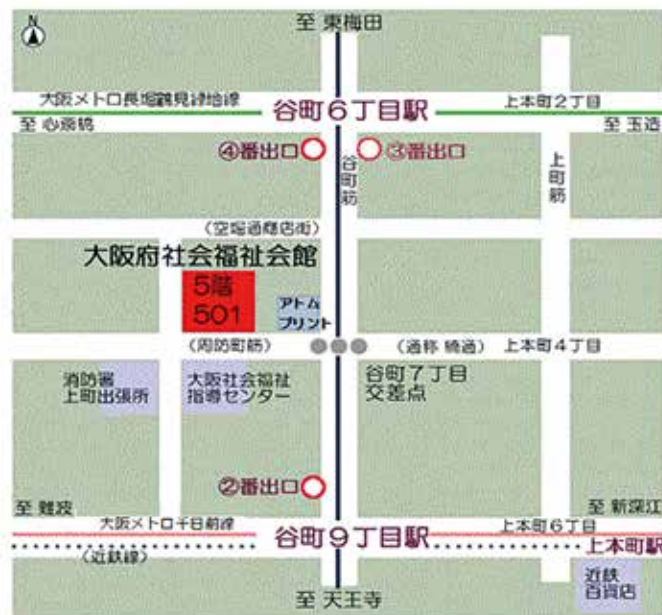 N
至 東梅田
大阪メトロ長堀鶴見緑地線
谷町6丁目駅
上本町2丁目
至 心斎橋
至 玉造
④番出口
③番出口
谷町筋
上町筋
(空堀通商店街)
大阪府社会福祉会館
5階
501
アトム
プリント
(周防町筋)
(通称 鐃通)
上本町4丁目
消防署
上町出張所
大阪社会福祉
指導センター
谷町7丁目
交差点
②番出口
至 難波
至 新深江
大阪メトロ千日前線
谷町9丁目駅
上本町6丁目
(近鉄線)
上本町駅
近鉄
百貨店
至 天王寺